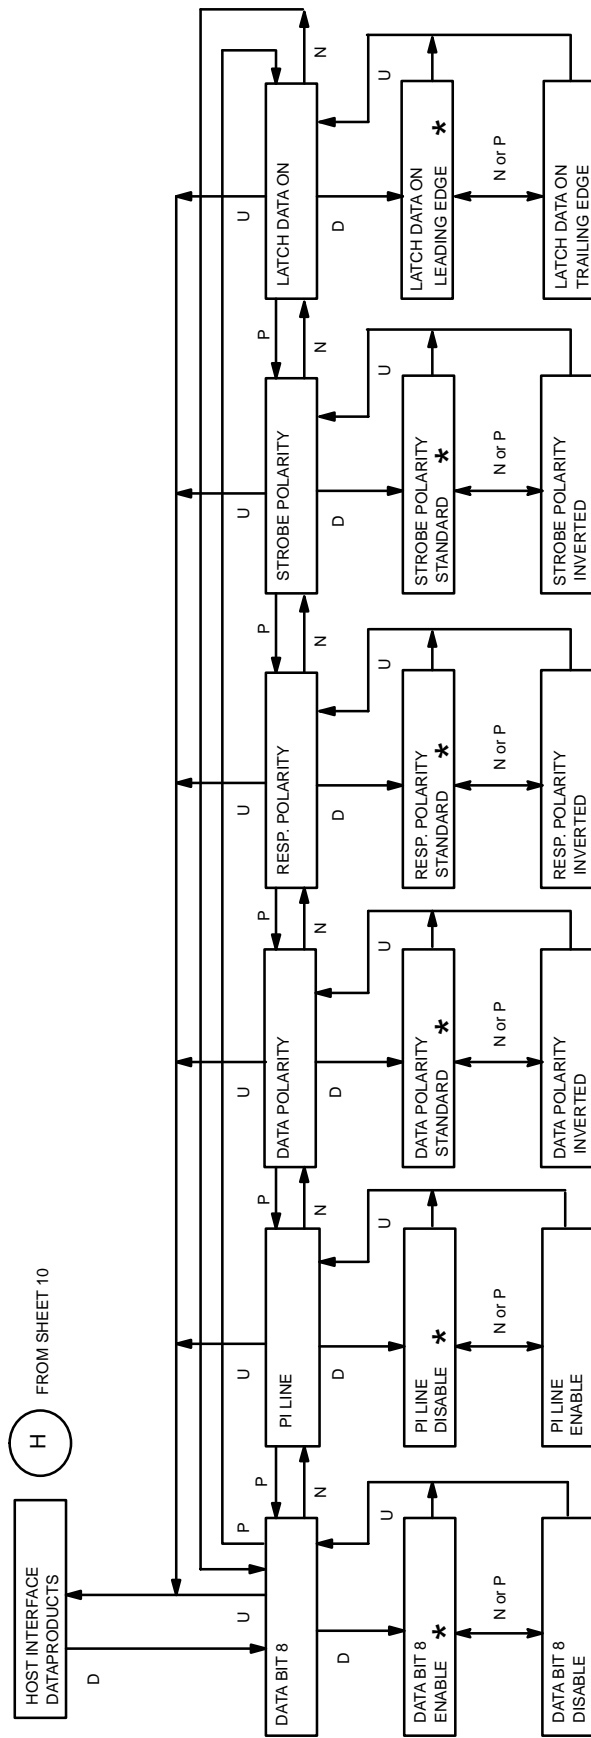 HOST INTERFACE
DATAPRODUCTS
H
FROM SHEET 10
D
U
P
DATA BIT 8
P
N
U
PI LINE
P
N
U
DATA POLARITY
P
N
U
RESP. POLARITY
P
N
U
STROBE POLARITY
P
N
U
LATCH DATA ON
N
D
U
D
U
D
U
D
U
D
U
D
U
DATA BIT 8
ENABLE *
PI LINE
DISABLE *
DATA POLARITY
STANDARD *
RESP. POLARITY
STANDARD *
STROBE POLARITY
STANDARD *
LATCH DATA ON
LEADING EDGE *
N or P
N or P
N or P
N or P
N or P
N or P
DATA BIT 8
DISABLE
PI LINE
ENABLE
DATA POLARITY
INVERTED
RESP. POLARITY
INVERTED
STROBE POLARITY
INVERTED
LATCH DATA ON
TRAILING EDGE